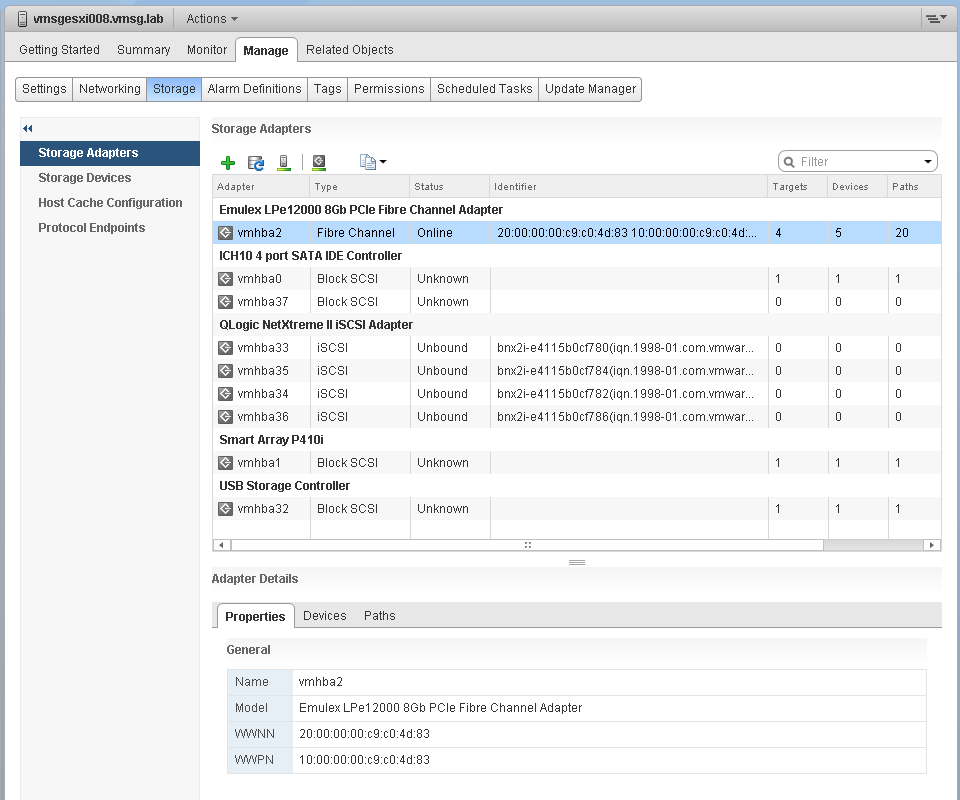 vmsgesxi008.vmsg.lab Actions
Getting Started Summary Monitor Manage Related Objects
Settings Networking Storage Alarm Definitions Tags Permissions Scheduled Tasks Update Manager
Storage Adapters
Storage Devices
Host Cache Configuration
Protocol Endpoints
Storage Adapters
Filter
Adapter Type Status Identifier Targets Devices Paths
Emulex LPe12000 8Gb PCIe Fibre Channel Adapter
vmhba2 Fibre Channel Online 20:00:00:00:c9:c0:4d:83 10:00:00:00:c9:c0:4d:... 4 5 20
ICH10 4 port SATA IDE Controller
vmhba0 Block SCSI Unknown 1 1 1
vmhba37 Block SCSI Unknown 0 0 0
QLogic NetXtreme II iSCSI Adapter
vmhba33 iSCSI Unbound bnx2i-e4115b0cf780(iqn.1998-01.com.vmwar... 0 0 0
vmhba35 iSCSI Unbound bnx2i-e4115b0cf784(iqn.1998-01.com.vmwar... 0 0 0
vmhba34 iSCSI Unbound bnx2i-e4115b0cf782(iqn.1998-01.com.vmwar... 0 0 0
vmhba36 iSCSI Unbound bnx2i-e4115b0cf786(iqn.1998-01.com.vmwar... 0 0 0
Smart Array P410i
vmhba1 Block SCSI Unknown 1 1 1
USB Storage Controller
vmhba32 Block SCSI Unknown 1 1 1
Adapter Details
Properties Devices Paths
General
Name vmhba2
Model Emulex LPe12000 8Gb PCIe Fibre Channel Adapter
WWNN 20:00:00:00:c9:c0:4d:83
WWPN 10:00:00:00:c9:c0:4d:83